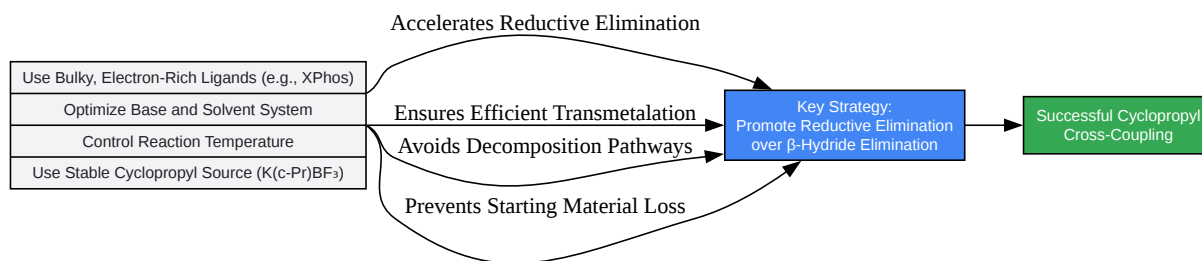 Accelerates Reductive Elimination
Use Bulky, Electron-Rich Ligands (e.g., XPhos)
Optimize Base and Solvent System
Control Reaction Temperature
Use Stable Cyclopropyl Source (K(c-Pr)BF₃)
Ensures Efficient Transmetalation
Avoids Decomposition Pathways
Prevents Starting Material Loss
Key Strategy:
Promote Reductive Elimination
over β-Hydride Elimination
Successful Cyclopropyl
Cross-Coupling